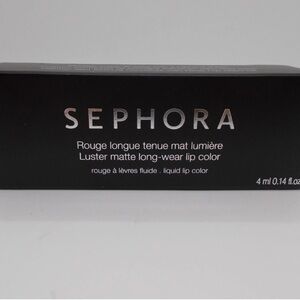 SEPHORA
Rouge longue tenue mat lumière
Luster matte long-wear lip color
rouge à lèvres fluide . liquid lip color
4 ml 0.14 fl.oz